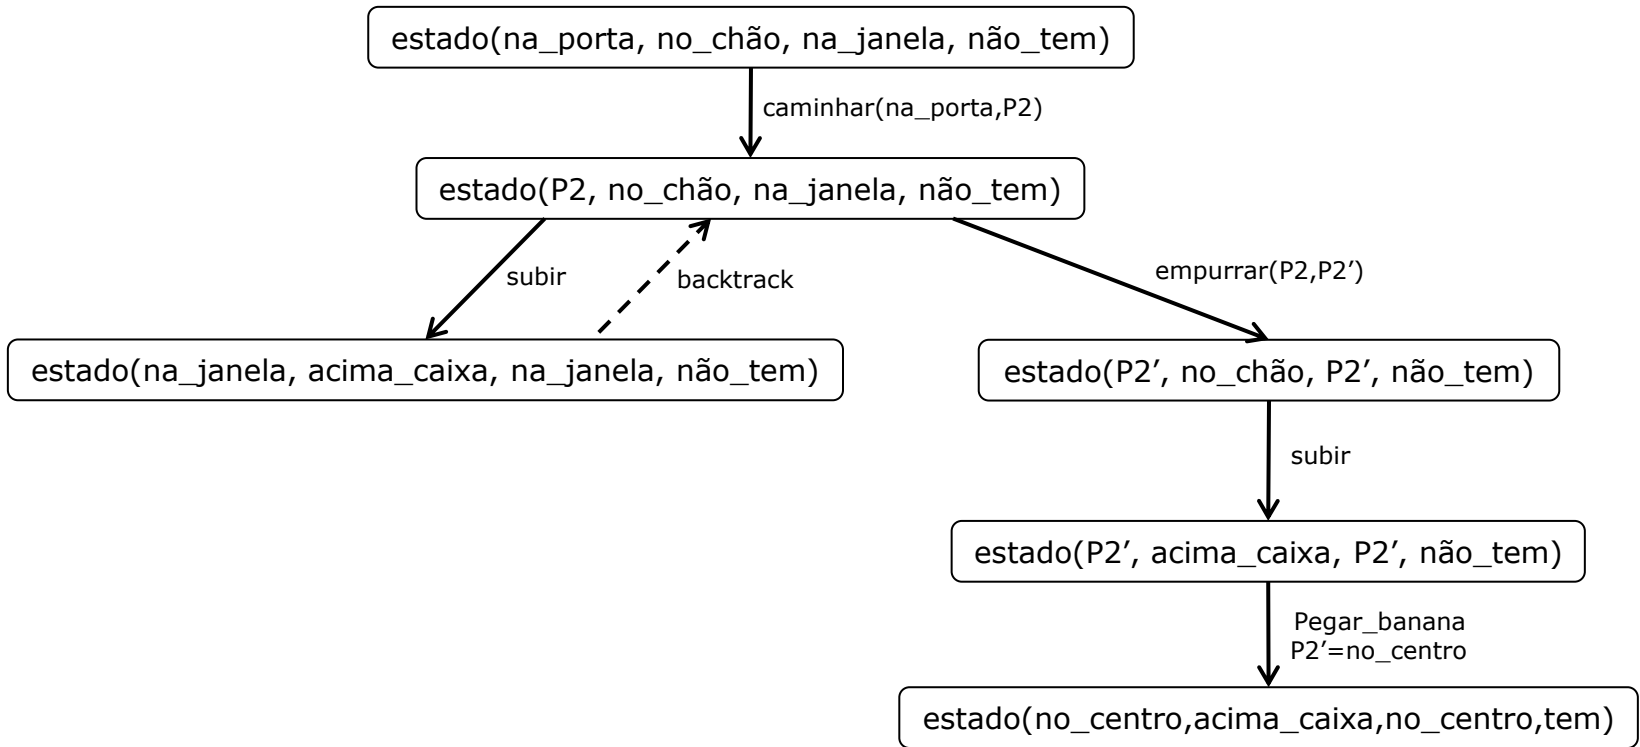 estado(na_porta, no_chão, na_janela, não_tem)
caminhar(na_porta,P2)
estado(P2, no_chão, na_janela, não_tem)
subir
backtrack
empurrar(P2,P2’)
estado(na_janela, acima_caixa, na_janela, não_tem)
estado(P2’, no_chão, P2’, não_tem)
subir
estado(P2’, acima_caixa, P2’, não_tem)
Pegar_banana
P2’=no_centro
estado(no_centro,acima_caixa,no_centro,tem)